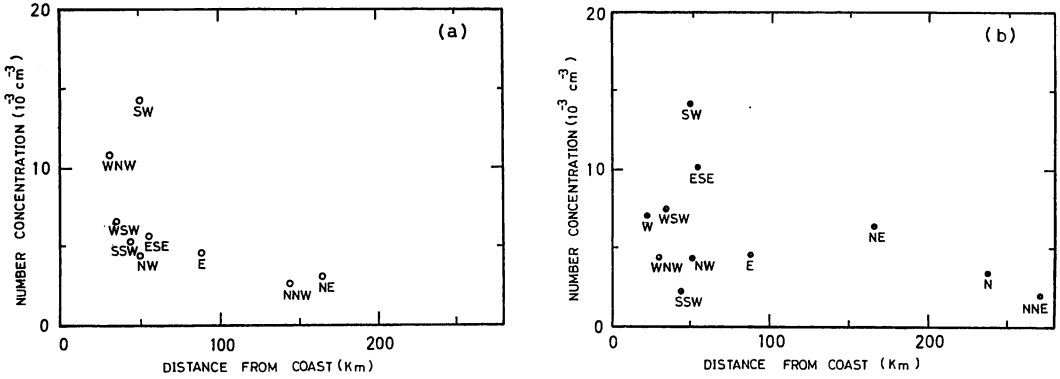 20
(a)
NUMBER CONCENTRATION (10⁻³ cm⁻³)
SW
10
WNW
WSW
SSW
ESE
NW
E
NNW
NE
0
0
100
200
DISTANCE FROM COAST (Km)
20
(b)
NUMBER CONCENTRATION (10⁻³ cm⁻³)
SW
10
ESE
W
WSW
NE
WNW
NW
E
N
SSW
NNE
0
0
100
200
DISTANCE FROM COAST (Km)